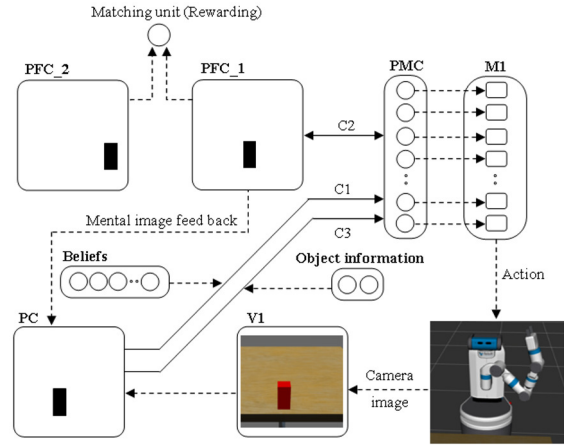 Matching unit (Rewarding)
PFC_2
PFC_1
PMC
M1
C2
C1
C3
Mental image feed back
Beliefs
Object information
Action
PC
V1
Camera
image